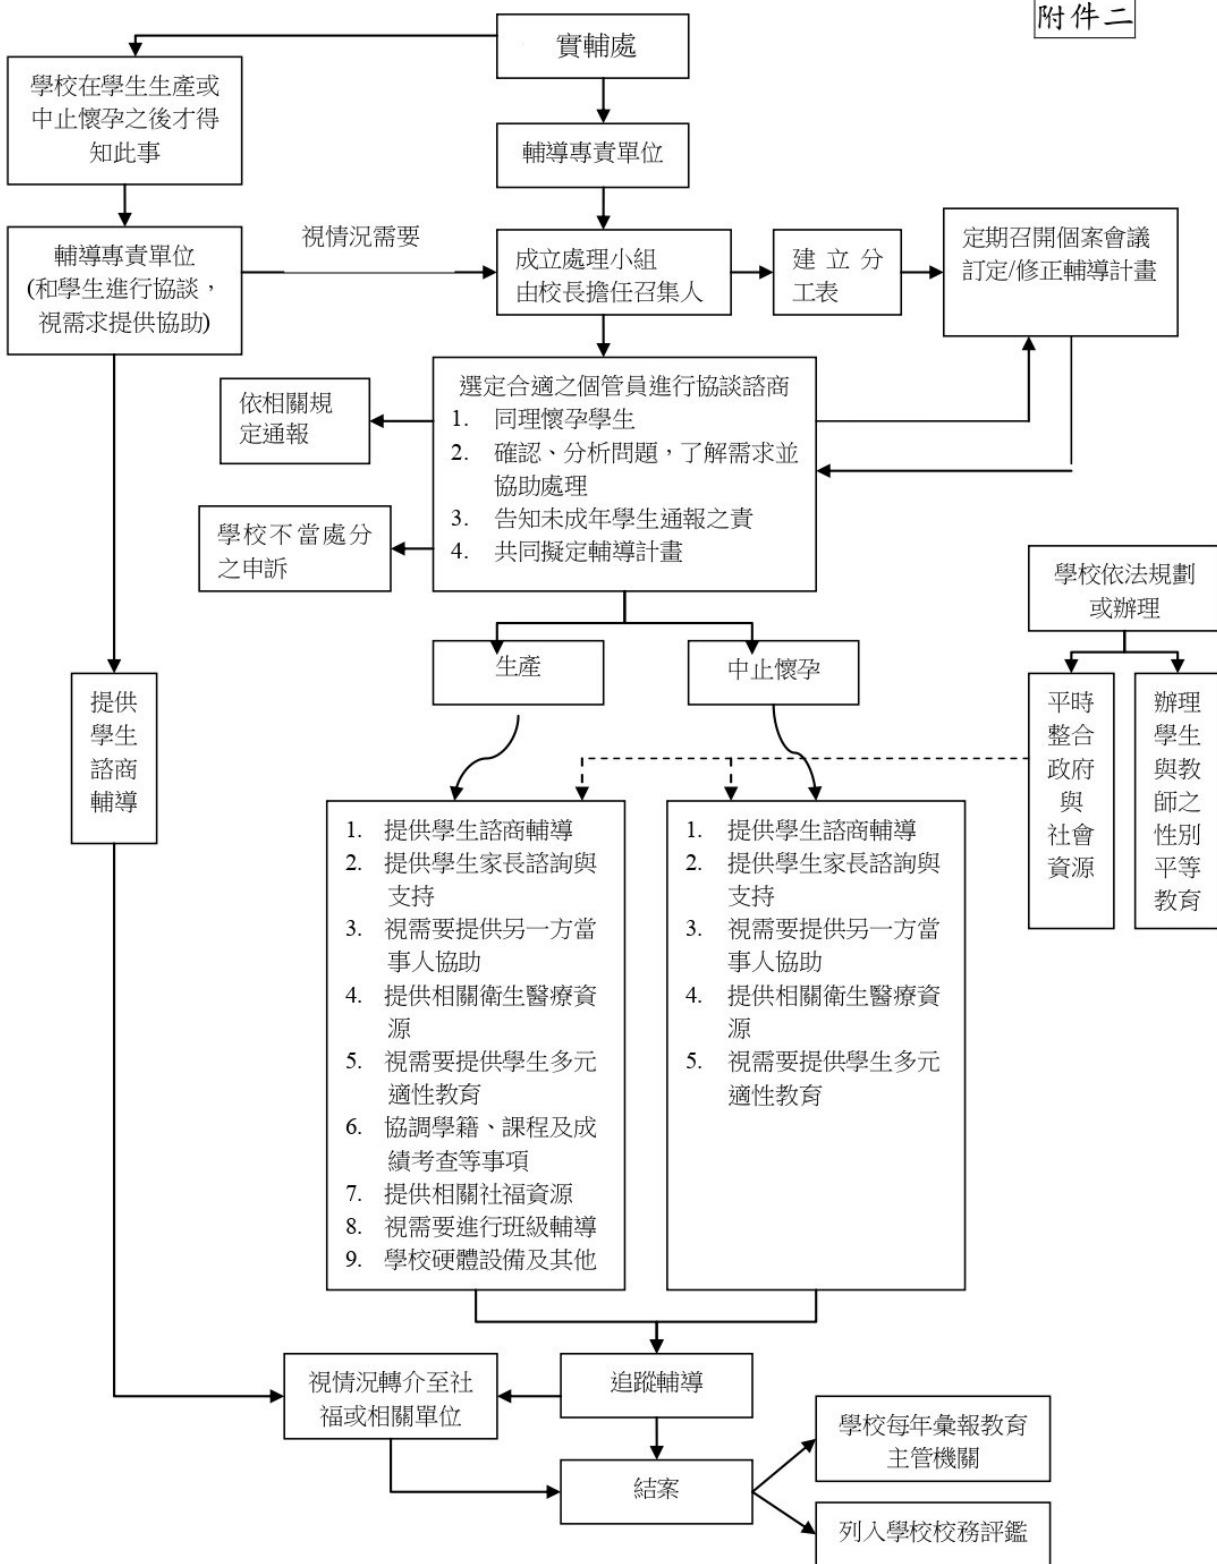 附件二
實輔處
學校在學生生產或
中止懷孕之後才得
知此事
輔導專責單位
輔導專責單位
(和學生進行協談，
視需求提供協助)
視情況需要
成立處理小組
由校長擔任召集人
建立分
工表
定期召開個案會議
訂定/修正輔導計畫
選定合適之個管員進行協談諮商
1. 同理懷孕學生
2. 確認、分析問題，了解需求並
協助處理
3. 告知未成年學生通報之責
4. 共同擬定輔導計畫
依相關規
定通報
學校不當處分
之申訴
學校依法規劃
或辦理
生產
中止懷孕
提供
學生
諮商
輔導
平時
整合
政府
與
社會
資源
辦理
學生
與教
師之
性別
平等
教育
1. 提供學生諮商輔導
2. 提供學生家長諮詢與
支持
3. 視需要提供另一方當
事人協助
4. 提供相關衛生醫療資
源
5. 視需要提供學生多元
適性教育
6. 協調學籍、課程及成
績考查等事項
7. 提供相關社福資源
8. 視需要進行班級輔導
9. 學校硬體設備及其他
1. 提供學生諮商輔導
2. 提供學生家長諮詢與
支持
3. 視需要提供另一方當
事人協助
4. 提供相關衛生醫療資
源
5. 視需要提供學生多元
適性教育
視情況轉介至社
福或相關單位
追蹤輔導
結案
學校每年彙報教育
主管機關
列入學校校務評鑑